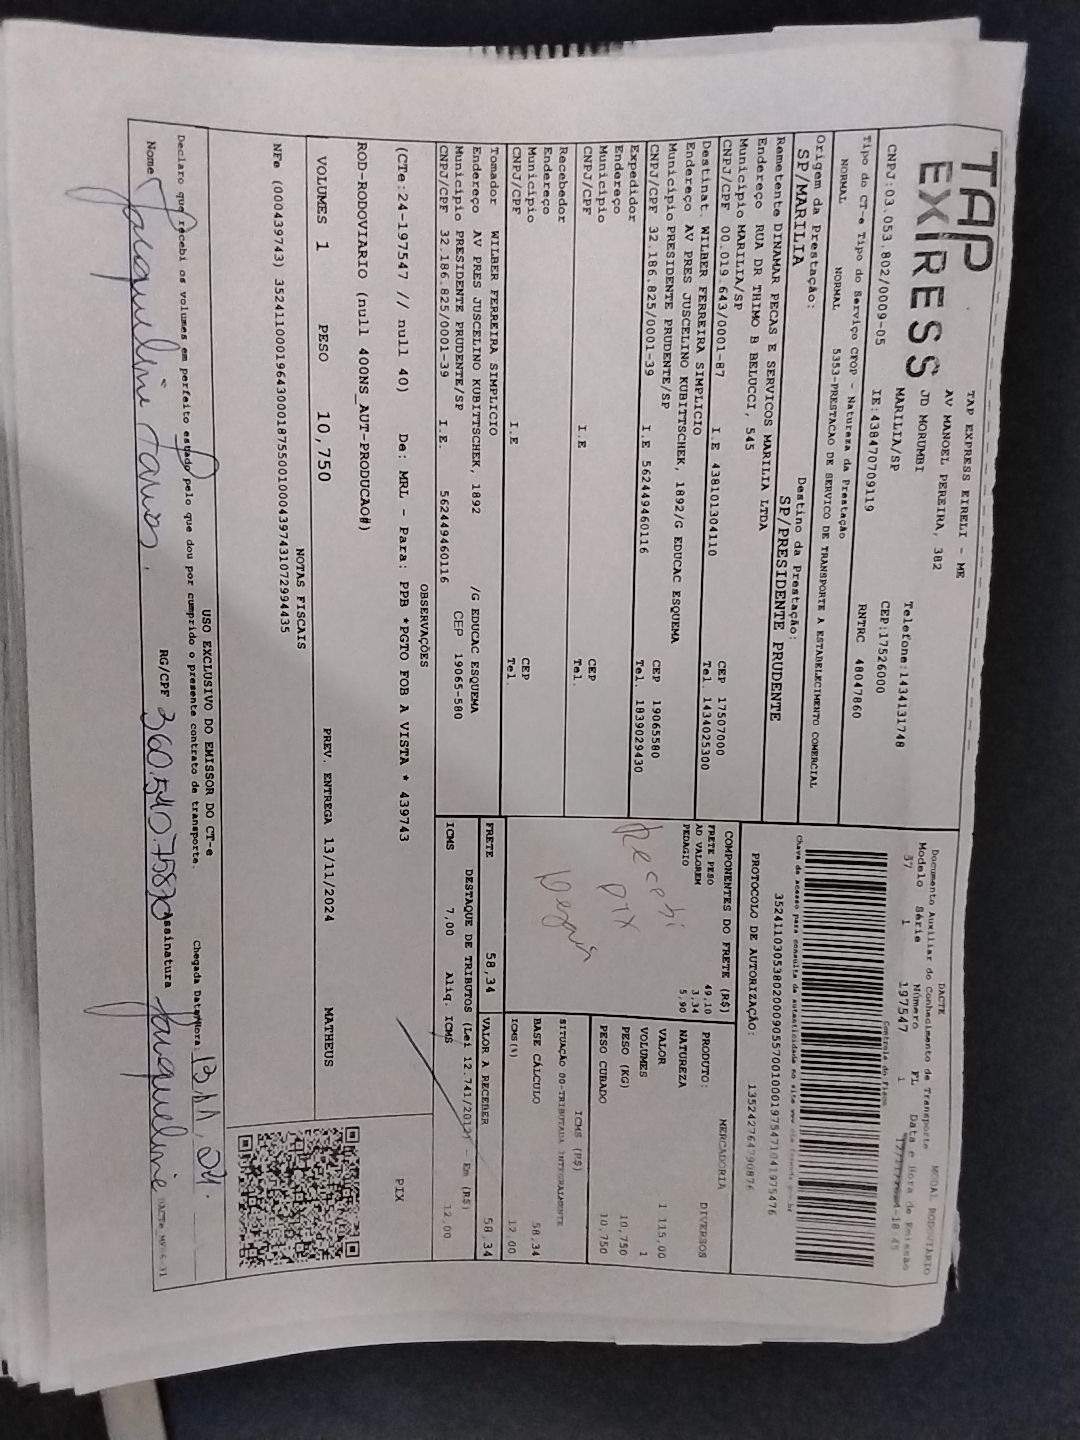 TAP
EXPRESS
TAP EXPRESS EIRELI - ME
AV MANOEL PEREIRA, 382
JD MORUMBI
MARILIA/SP
Telefone:1434131748
CEP:17526000
CNPJ:03.053.802/0009-05
IE:438470709119
RNTRC 48047860
Tipo do CT-e Tipo do Serviço CFOP - Natureza da Prestação
NORMAL NORMAL 5353-PRESTACAO DE SERVICO DE TRANSPORTE A ESTABELECIMENTO COMERCIAL
Origem da Prestação: Destino da Prestação:
SP/MARILIA SP/PRESIDENTE PRUDENTE
DACTE
Documento Auxiliar do Conhecimento de Transporte
MODAL RODOVIÁRIO
Modelo Série Número FL Data e Hora de Emissão
57 1 197547 1
Controle do Fisco
Chave de acesso para consulta de autenticidade no site
PROTOCOLO DE AUTORIZAÇÃO: 135242764790876
Remetente DINAMAR PECAS E SERVICOS MARILIA LTDA
Endereço RUA DR THIMO B BELUCCI, 545
Município MARILIA/SP CEP 17507000
CNPJ/CPF 00.019.643/0001-87 I.E 438101304110 Tel. 1434025300
Destinat. WILBER FERREIRA SIMPLICIO
Endereço AV PRES JUSCELINO KUBITTSCHEK, 1892/G EDUCAC ESQUEMA
Município PRESIDENTE PRUDENTE/SP CEP 19065580
CNPJ/CPF 32.186.825/0001-39 I.E 562449460116 Tel. 1839029430
Expedidor
Endereço
Município CEP
CNPJ/CPF I.E Tel.
Recebedor
Endereço
Município CEP
CNPJ/CPF I.E Tel.
Tomador WILBER FERREIRA SIMPLICIO
Endereço AV PRES JUSCELINO KUBITTSCHEK, 1892 /G EDUCAC ESQUEMA
Município PRESIDENTE PRUDENTE/SP CEP 19065-580
CNPJ/CPF 32.186.825/0001-39 I.E. 562449460116
COMPONENTES DO FRETE (R$)
FRETE PESO 49,10
AD VALOREM 3,34
PEDAGIO 5,90
Recebi
PIX
MERCADORIA
PRODUTO: DIVERSOS
NATUREZA
VALOR 1 115,00
VOLUMES 1
PESO (KG) 10,750
PESO CUBADO 10,750
ICMS (R$)
SITUAÇÃO 00-TRIBUTADA INTEGRALMENTE
BASE CÁLCULO 58,34
ICMS(%) 12,00
FRETE 58,34 VALOR A RECEBER 58,34
DESTAQUE DE TRIBUTOS (Lei 12.741/2012) - Em (R$)
ICMS 7,00 Aliq. ICMS 12,00
OBSERVAÇÕES
(CTe:24-197547 // null 40) De: MRL - Para: PPB *PGTO FOB A VISTA * 439743
PIX
ROD-RODOVIARIO (null 400NS_AUT-PRODUCAO#)
VOLUMES 1 PESO 10,750 PREV. ENTREGA 13/11/2024 MATHEUS
NOTAS FISCAIS
NFe (000439743) 35241100019643000187550010004397431072994435
USO EXCLUSIVO DO EMISSOR DO CT-e
Declaro que recebi os volumes em perfeito estado pelo que dou por cumprido o presente contrato de transporte.
Chegada Data/Hora 13.11.24.
Nome RG/CPF Assinatura Jaqueline